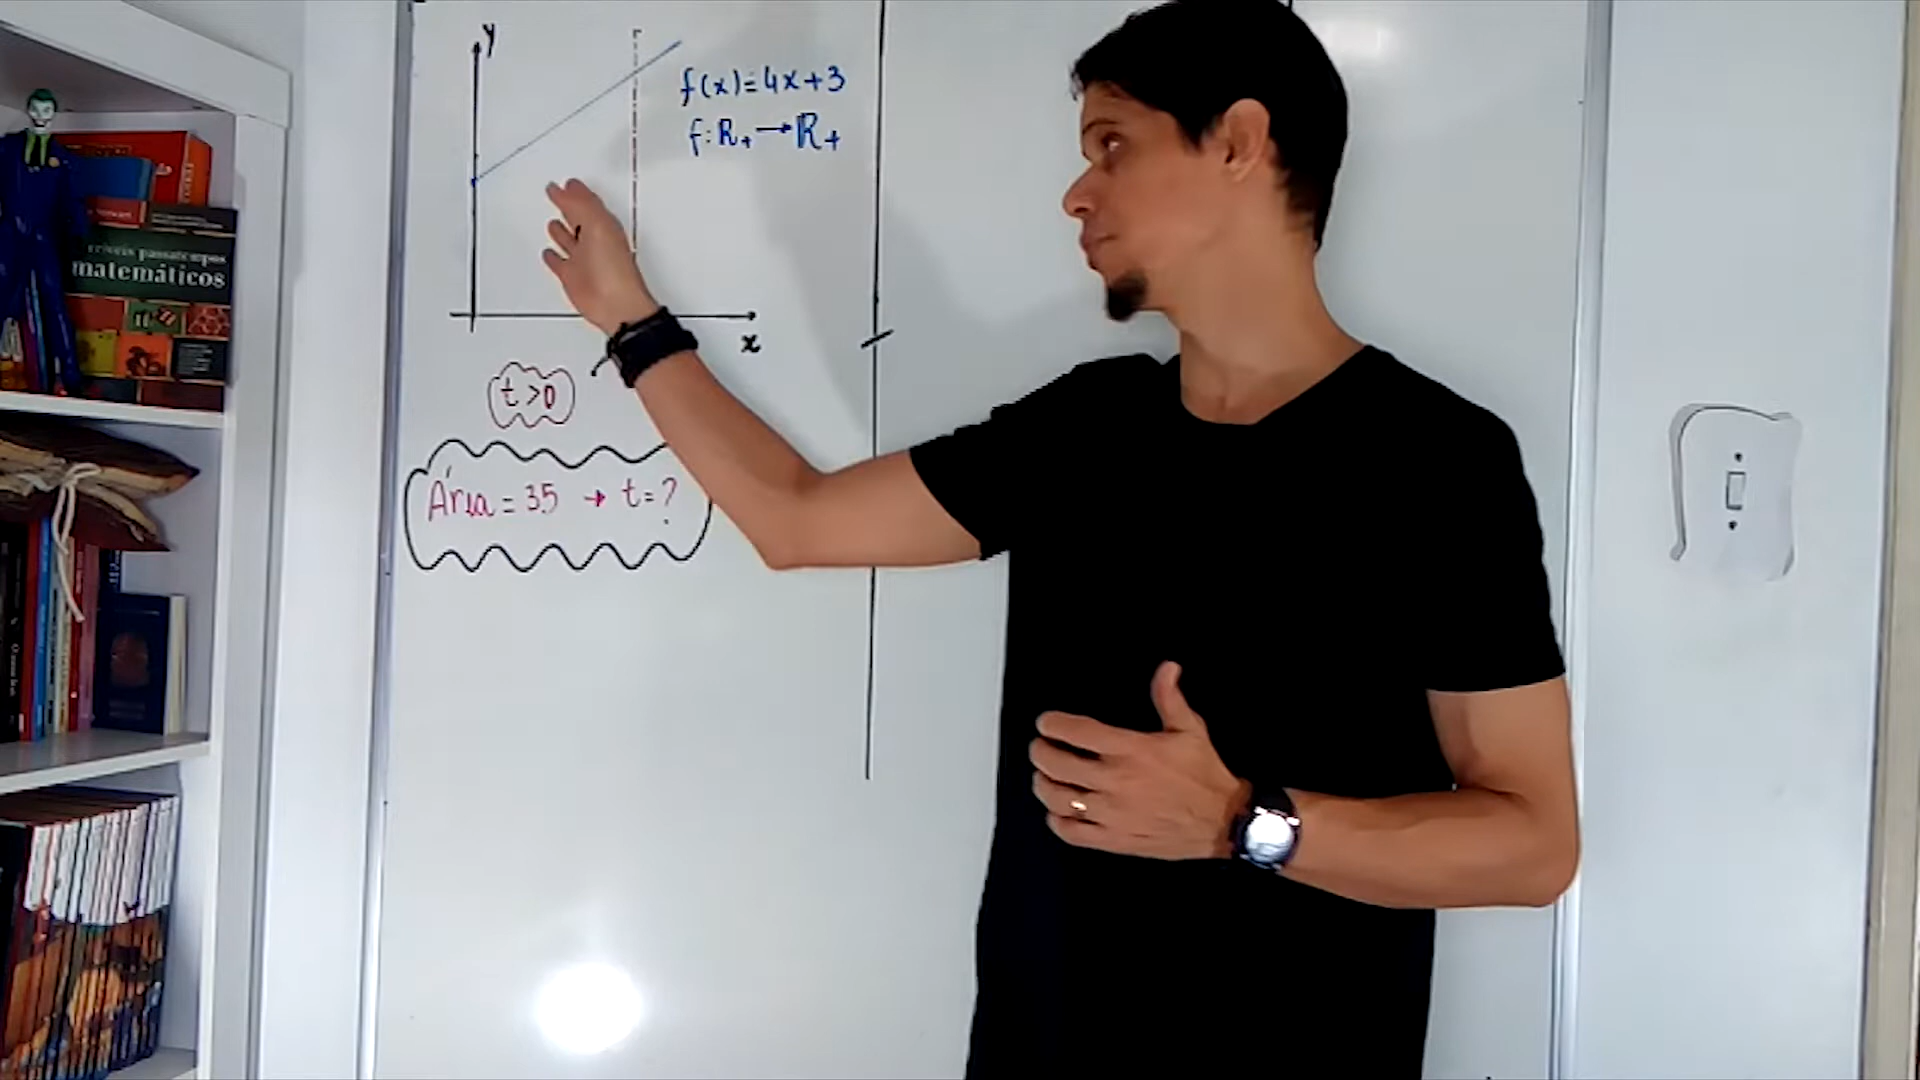 y
f(x)=4x+3
f:R₊→R₊
x
t>0
Área = 35 → t=?
matemáticos